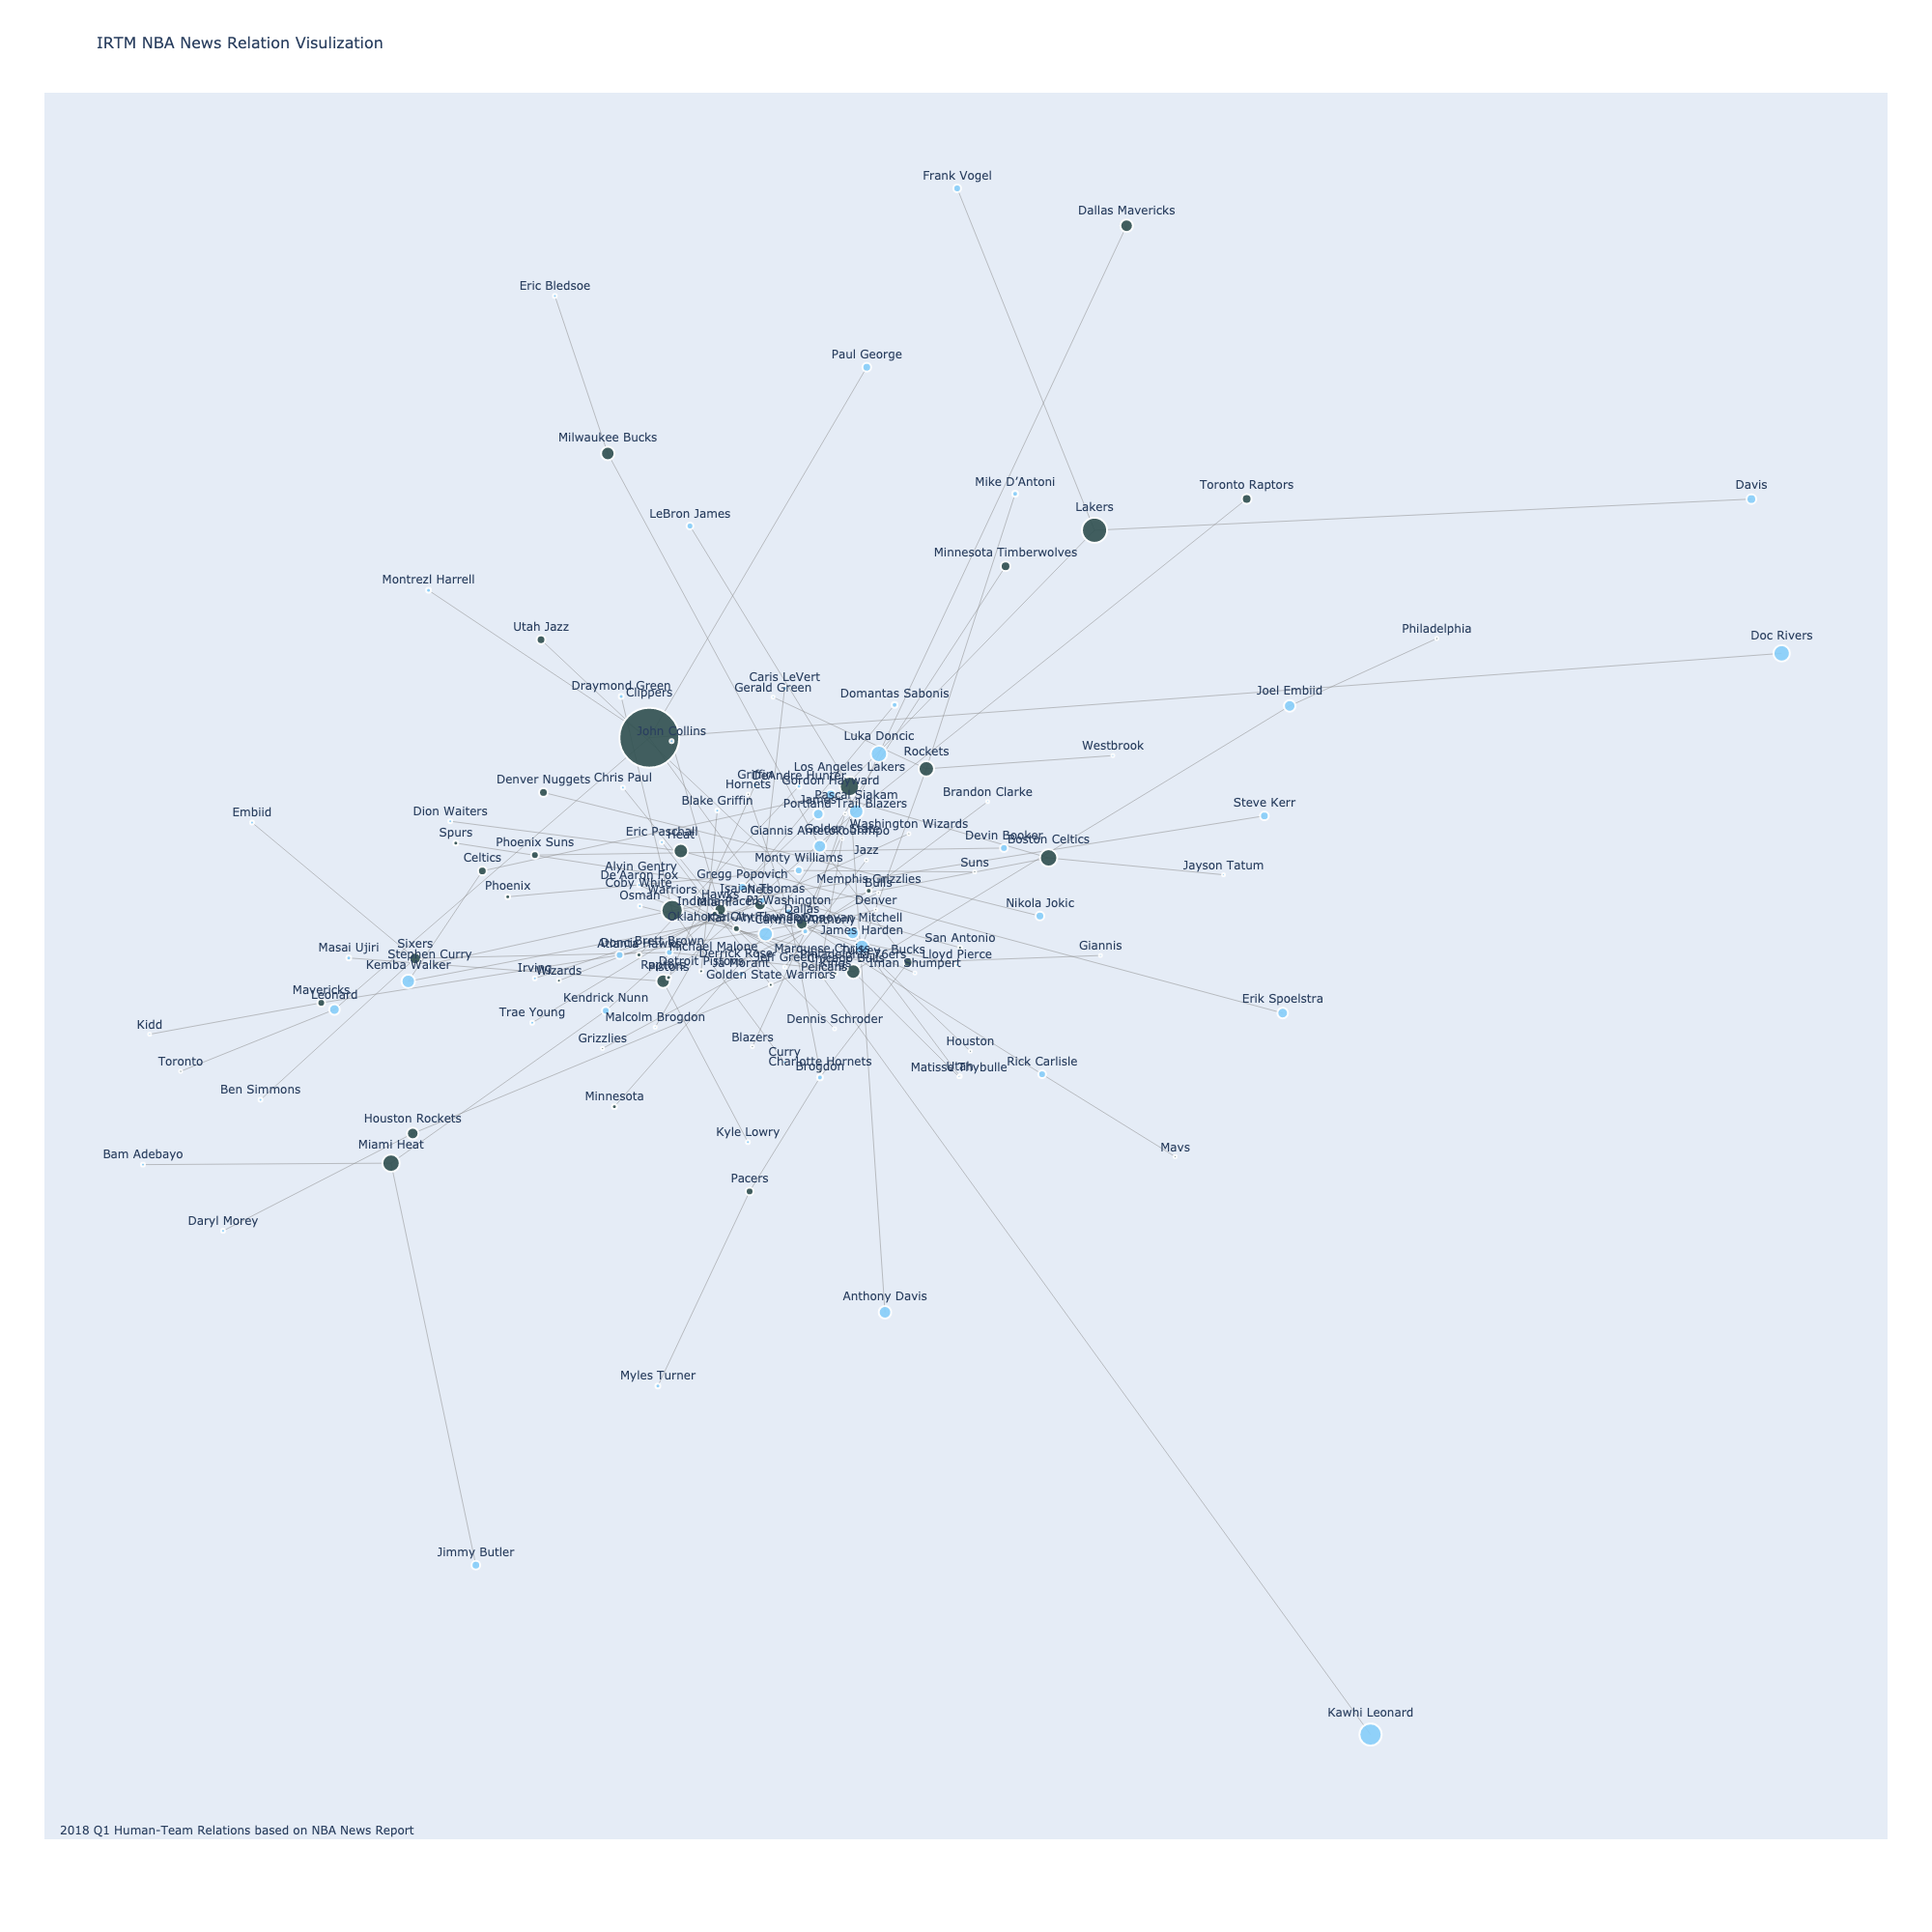 IRTM NBA News Relation Visulization
Frank Vogel
Dallas Mavericks
Eric Bledsoe
Paul George
Milwaukee Bucks
Mike D’Antoni
Toronto Raptors
Davis
Lakers
LeBron James
Minnesota Timberwolves
Montrezl Harrell
Utah Jazz
Philadelphia
Doc Rivers
Caris LeVert
Draymond Green
Gerald Green
Clippers
Domantas Sabonis
Joel Embiid
John Collins
Luka Doncic
Westbrook
Rockets
Los Angeles Lakers
Griffin
DeAndre Hunter
Chris Paul
Denver Nuggets
Gordon Hayward
Hornets
Brandon Clarke
Pascal Siakam
James
Blake Griffin
Steve Kerr
Portland Trail Blazers
Dion Waiters
Embiid
Washington Wizards
Giannis Antetokounmpo
Golden State
Eric Paschall
Heat
Spurs
Devin Booker
Boston Celtics
Phoenix Suns
Jazz
Celtics
Monty Williams
Suns
Jayson Tatum
Alvin Gentry
De'Aaron Fox
Gregg Popovich
Memphis Grizzlies
Bulls
Coby White
Phoenix
Warriors
Isaiah Thomas
Nets
Osman
Hawks
Indiana Pacers
Miami
PJ Washington
Denver
Nikola Jokic
Dallas
Oklahoma City Thunder
Donovan Mitchell
Carmelo Anthony
James Harden
San Antonio
Brett Brown
Atlanta Hawks
Sixers
Masai Ujiri
Michael Malone
Marquese Chriss
Giannis
Bucks
Stephen Curry
Derrick Rose
Lloyd Pierce
Jeff Green
Chicago Bulls
Detroit Pistons
Ja Morant
Kings
Iman Shumpert
Kemba Walker
Raptors
Pistons
Pelicans
Irving
Wizards
Golden State Warriors
Mavericks
Leonard
Kendrick Nunn
Erik Spoelstra
Trae Young
Malcolm Brogdon
Dennis Schroder
Kidd
Grizzlies
Blazers
Houston
Curry
Toronto
Charlotte Hornets
Brogdon
Matisse Thybulle
Utah
Rick Carlisle
Ben Simmons
Minnesota
Houston Rockets
Kyle Lowry
Miami Heat
Mavs
Bam Adebayo
Pacers
Daryl Morey
Anthony Davis
Myles Turner
Jimmy Butler
Kawhi Leonard
2018 Q1 Human-Team Relations based on NBA News Report